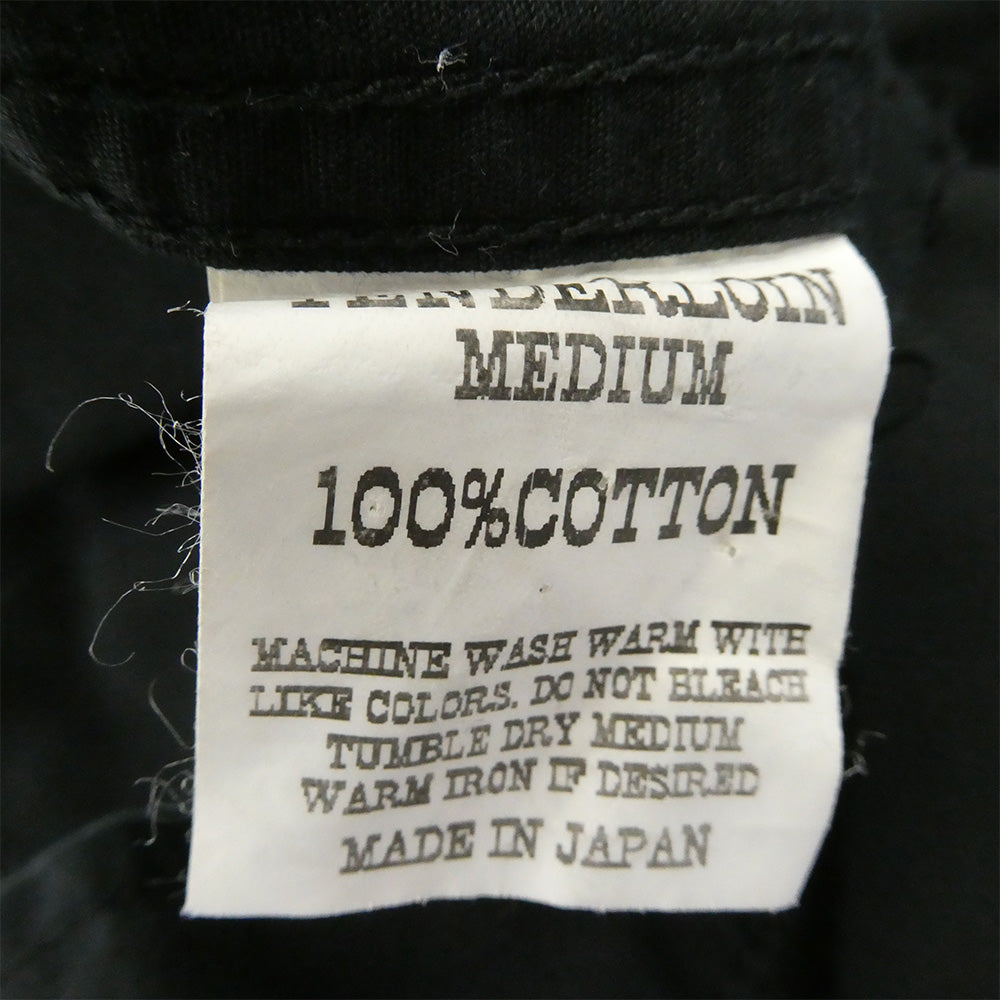 TENDERLOIN
MEDIUM
100%COTTON
MACHINE WASH WARM WITH
LIKE COLORS. DO NOT BLEACH
TUMBLE DRY MEDIUM
WARM IRON IF DESIRED
MADE IN JAPAN